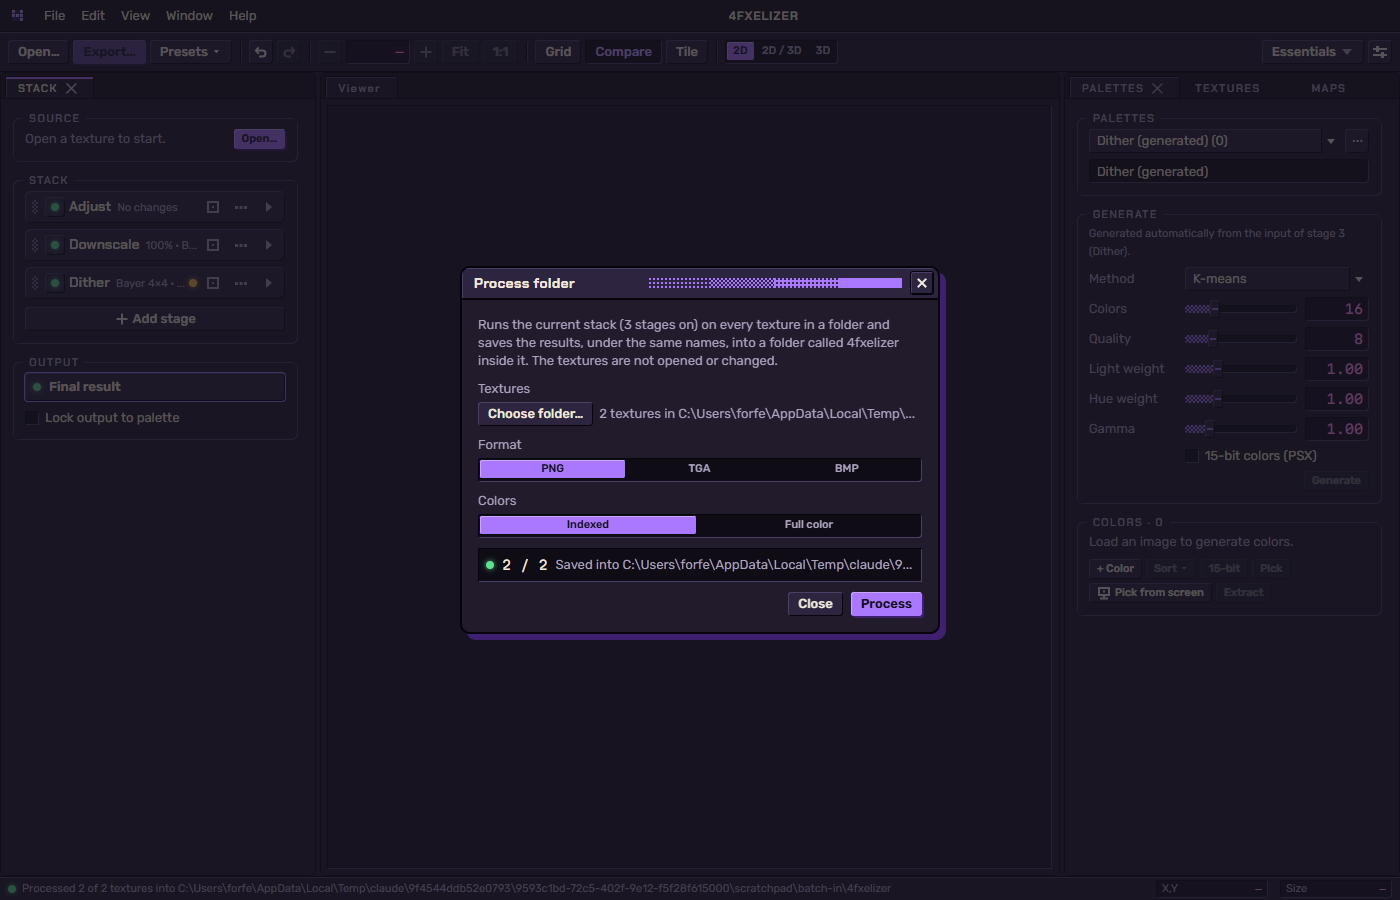 File Edit View Window Help
4FXELIZER
Open... Export... Presets
– Fit 1:1 Grid Compare Tile 2D 2D / 3D 3D
Essentials
STACK
Viewer
PALETTES TEXTURES MAPS
SOURCE
Open a texture to start. Open...
STACK
Adjust No changes
Downscale 100% • B...
Dither Bayer 4×4 • ...
+ Add stage
OUTPUT
Final result
Lock output to palette
Process folder
Runs the current stack (3 stages on) on every texture in a folder and
saves the results, under the same names, into a folder called 4fxelizer
inside it. The textures are not opened or changed.
Textures
Choose folder... 2 textures in C:\Users\forfe\AppData\Local\Temp\...
Format
PNG TGA BMP
Colors
Indexed Full color
2 / 2 Saved into C:\Users\forfe\AppData\Local\Temp\claude\9...
Close Process
PALETTES
Dither (generated) (0) ...
Dither (generated)
GENERATE
Generated automatically from the input of stage 3
(Dither).
Method K-means
Colors 16
Quality 8
Light weight 1.00
Hue weight 1.00
Gamma 1.00
15-bit colors (PSX)
Generate
COLORS - 0
Load an image to generate colors.
+ Color Sort 15-bit Pick
Pick from screen Extract
Processed 2 of 2 textures into C:\Users\forfe\AppData\Local\Temp\claude\9f4544ddb52e0793\9593c1bd-72c5-402f-9e12-f5f28f615000\scratchpad\batch-in\4fxelizer
X,Y – Size –